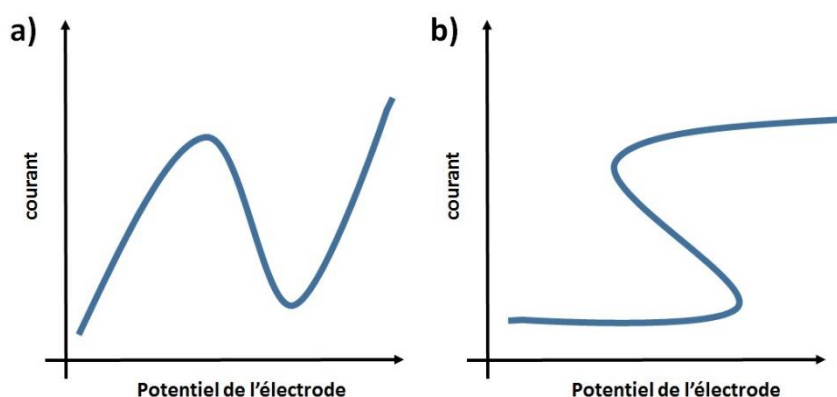 a)
courant
Potentiel de l'électrode
b)
courant
Potentiel de l'électrode